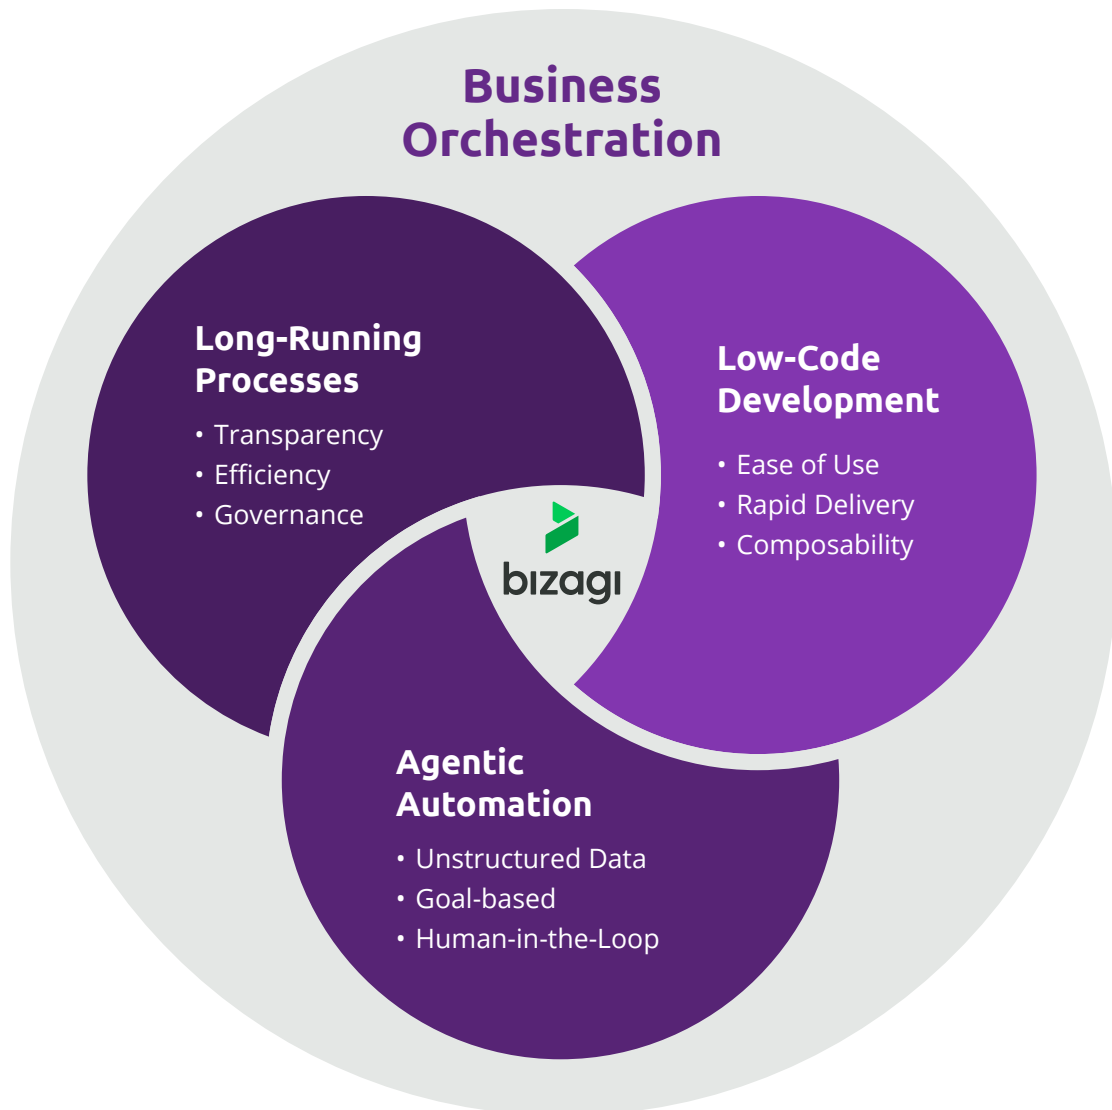 Business
Orchestration
Long-Running
Processes
• Transparency
• Efficiency
• Governance
Low-Code
Development
• Ease of Use
• Rapid Delivery
• Composability
bizagi
Agentic
Automation
• Unstructured Data
• Goal-based
• Human-in-the-Loop